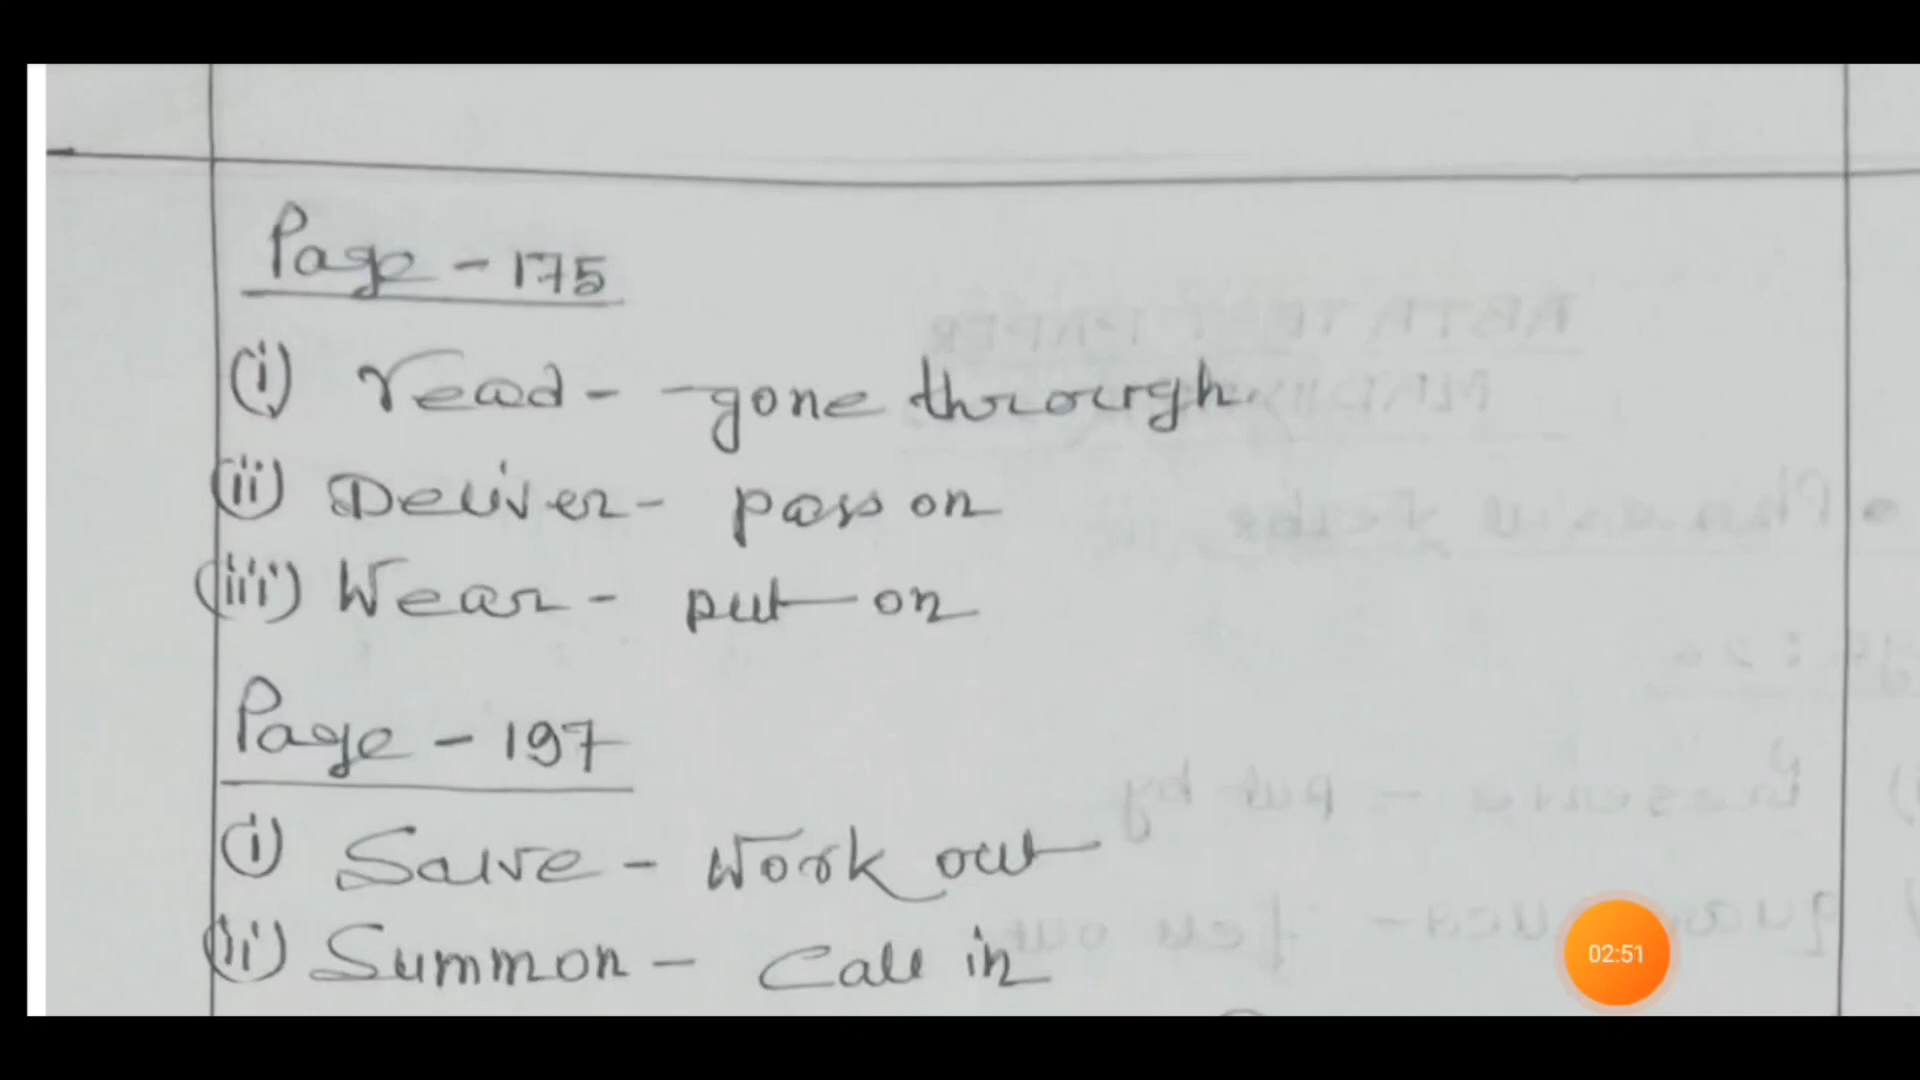 Page - 175
(i) read - gone through.
(ii) Deliver - pass on
(iii) Wear - put on
Page - 197
(i) Salve - Work out
(ii) Summon - Call in
02:51